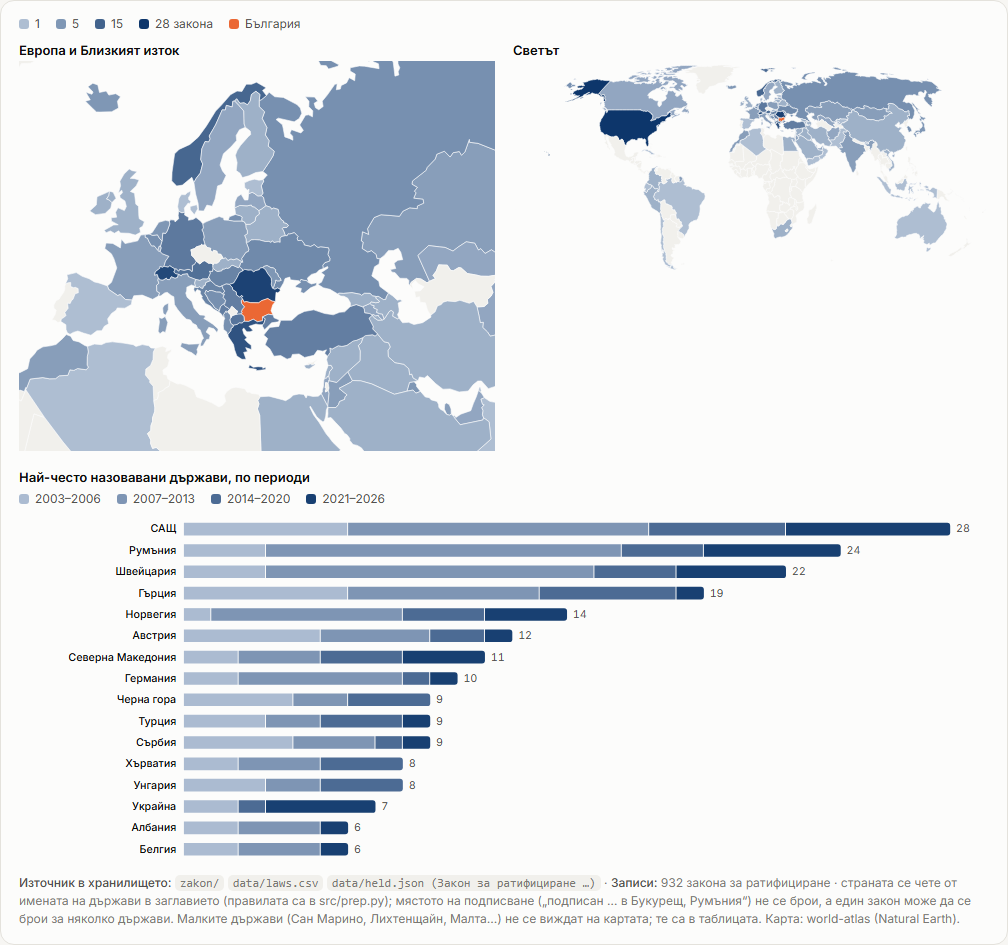 1 5 15 28 закона България
Европа и Близкият изток
Светът
Най-често назовавани държави, по периоди
2003–2006 2007–2013 2014–2020 2021–2026
САЩ 28
Румъния 24
Швейцария 22
Гърция 19
Норвегия 14
Австрия 12
Северна Македония 11
Германия 10
Черна гора 9
Турция 9
Сърбия 9
Хърватия 8
Унгария 8
Украйна 7
Албания 6
Белгия 6
Източник в хранилището: zakon/ data/laws.csv data/held.json (Закон за ратифициране …) · Записи: 932 закона за ратифициране · страната се чете от
имената на държави в заглавието (правилата са в src/prep.py); мястото на подписване („подписан ... в Букурещ, Румъния“) не се брои, а един закон може да се
брои за няколко държави. Малките държави (Сан Марино, Лихтенщайн, Малта...) не се виждат на картата; те са в таблицата. Карта: world-atlas (Natural Earth).